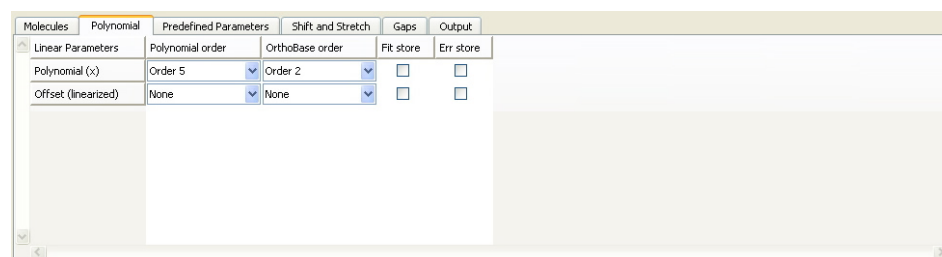 Molecules Polynomial Predefined Parameters Shift and Stretch Gaps Output
Linear Parameters Polynomial order OrthoBase order Fit store Err store
Polynomial (x) Order 5 Order 2
Offset (linearized) None None